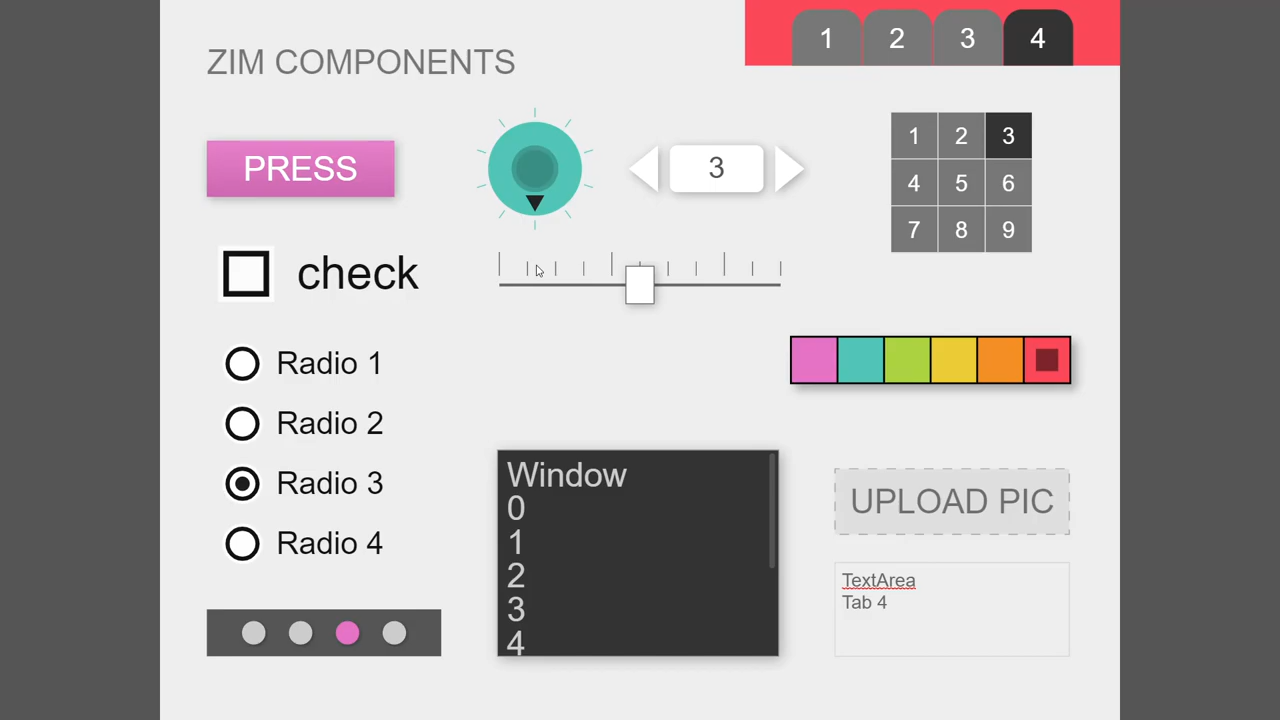 ZIM COMPONENTS
1 2 3 4
PRESS
3
1 2 3
4 5 6
7 8 9
check
Radio 1
Radio 2
Radio 3
Radio 4
Window
0
1
2
3
4
UPLOAD PIC
TextArea
Tab 4